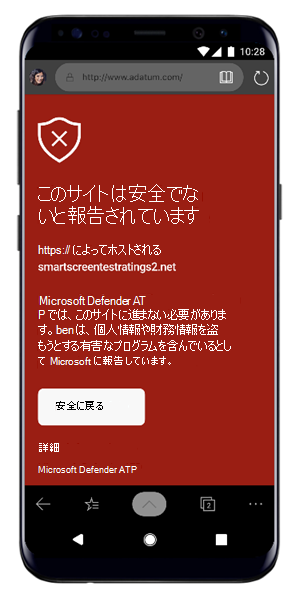 10:28
http://www.adatum.com/
このサイトは安全でな
いと報告されています
https://によってホストされる
smartscreentestratings2.net
Microsoft Defender AT
P では、このサイトに進まない必要がありま
す。benは、個人情報や財務情報を盗
もうとする有害なプログラムを含んでいるとし
て Microsoft に報告しています。
安全に戻る
詳細
Microsoft Defender ATP
2